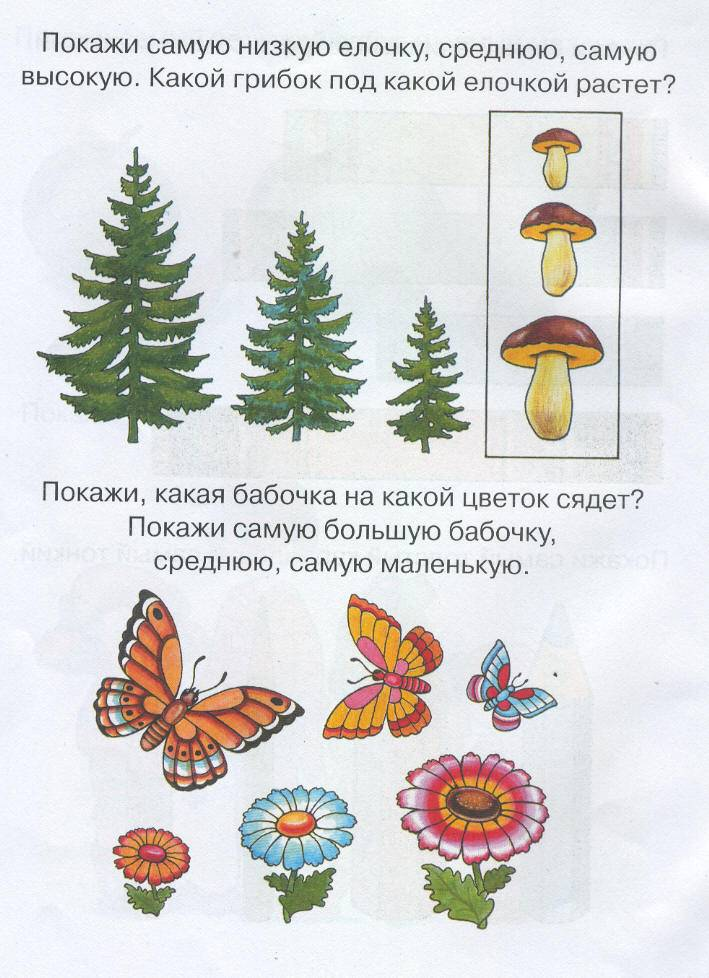 Покажи самую низкую елочку, среднюю, самую
высокую. Какой грибок под какой елочкой растет?
Покажи, какая бабочка на какой цветок сядет?
Покажи самую большую бабочку,
среднюю, самую маленькую.